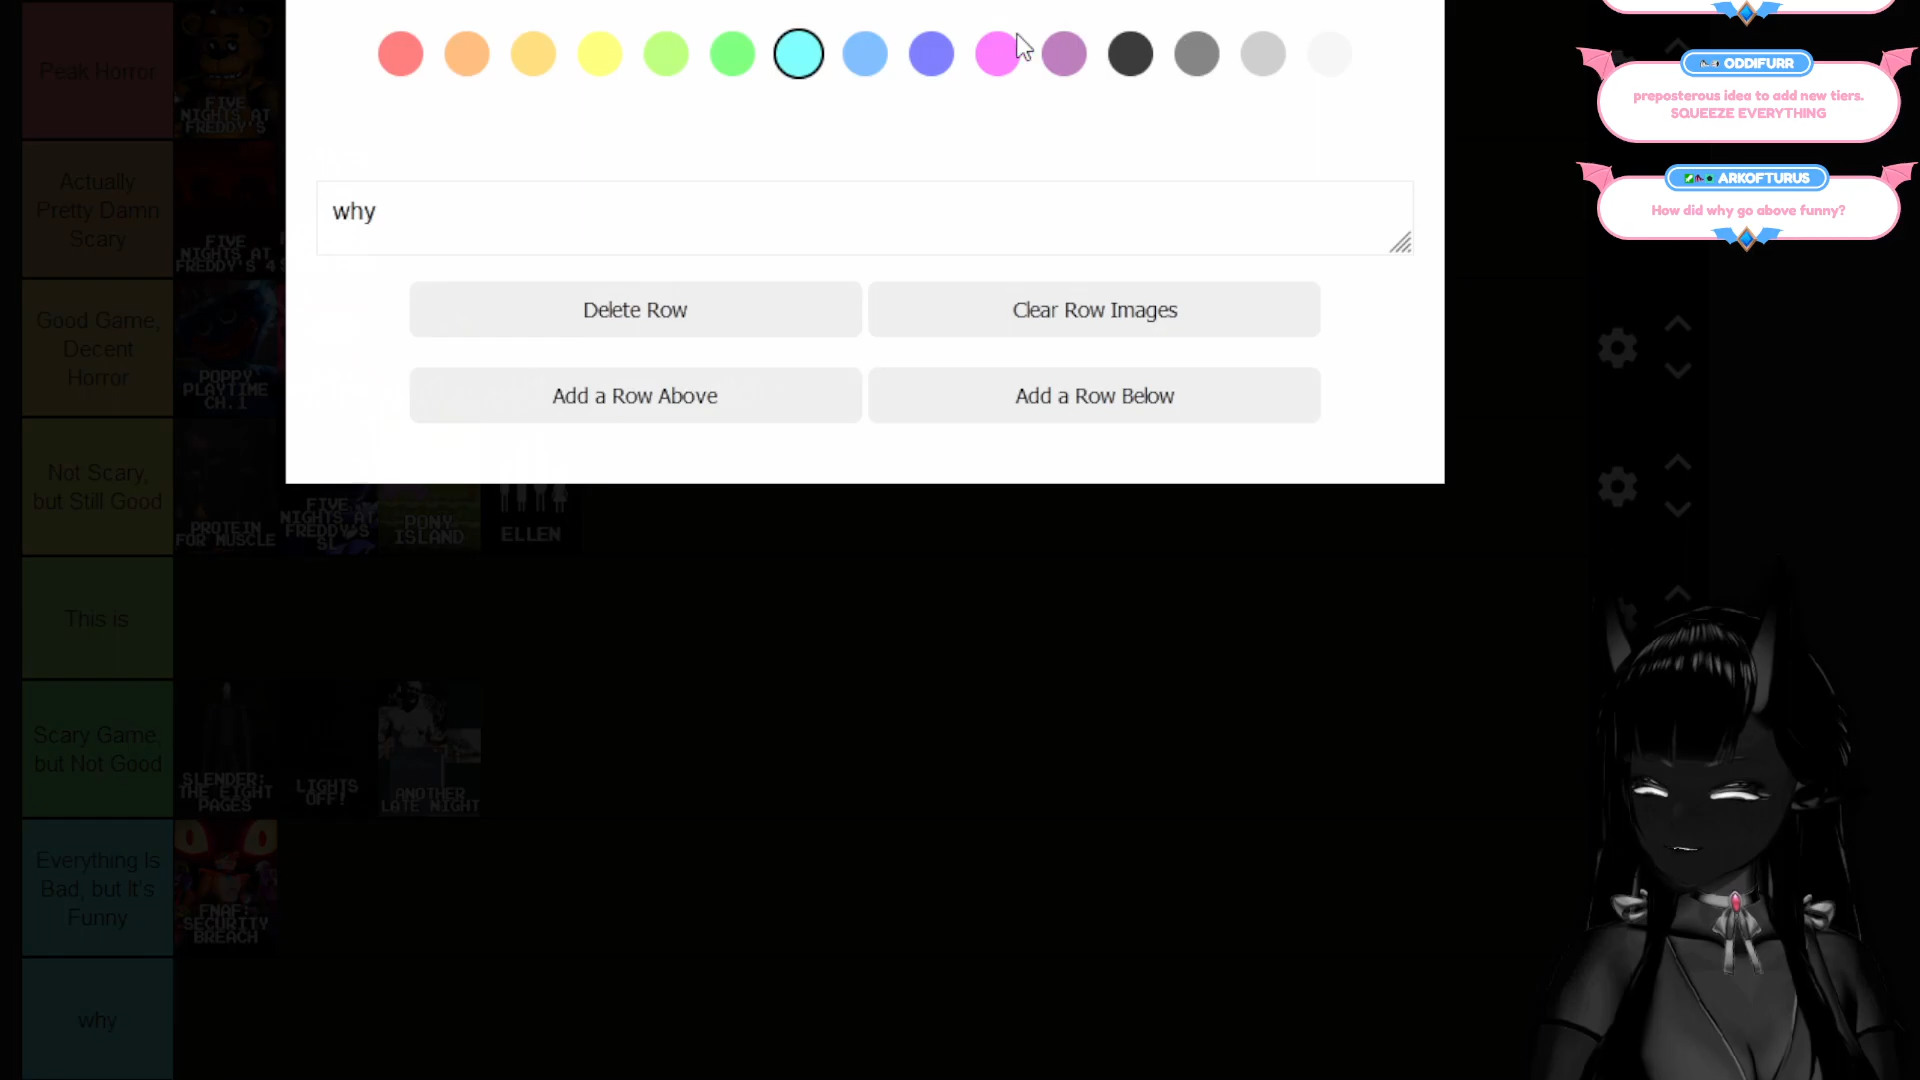 Peak Horror
FIVE
NIGHTS AT
FREDDY'S
Actually
Pretty Damn
Scary
FIVE
NIGHTS AT
FREDDY'S 4
Good Game,
Decent
Horror
POPPY
PLAYTIME
CH.1
Not Scary,
but Still Good
PROTEIN
FOR MUSCLE
FIVE
NIGHTS AT
FREDDY'S
SL
PONY
ISLAND
ELLEN
This is
Scary Game,
but Not Good
SLENDER:
THE EIGHT
PAGES
LIGHTS
OFF!
ANOTHER
LATE NIGHT
Everything Is
Bad, but It's
Funny
FNAF:
SECURITY
BREACH
why
why
Delete Row
Clear Row Images
Add a Row Above
Add a Row Below
ODDIFURR
preposterous idea to add new tiers.
SQUEEZE EVERYTHING
ARKOFTURUS
How did why go above funny?